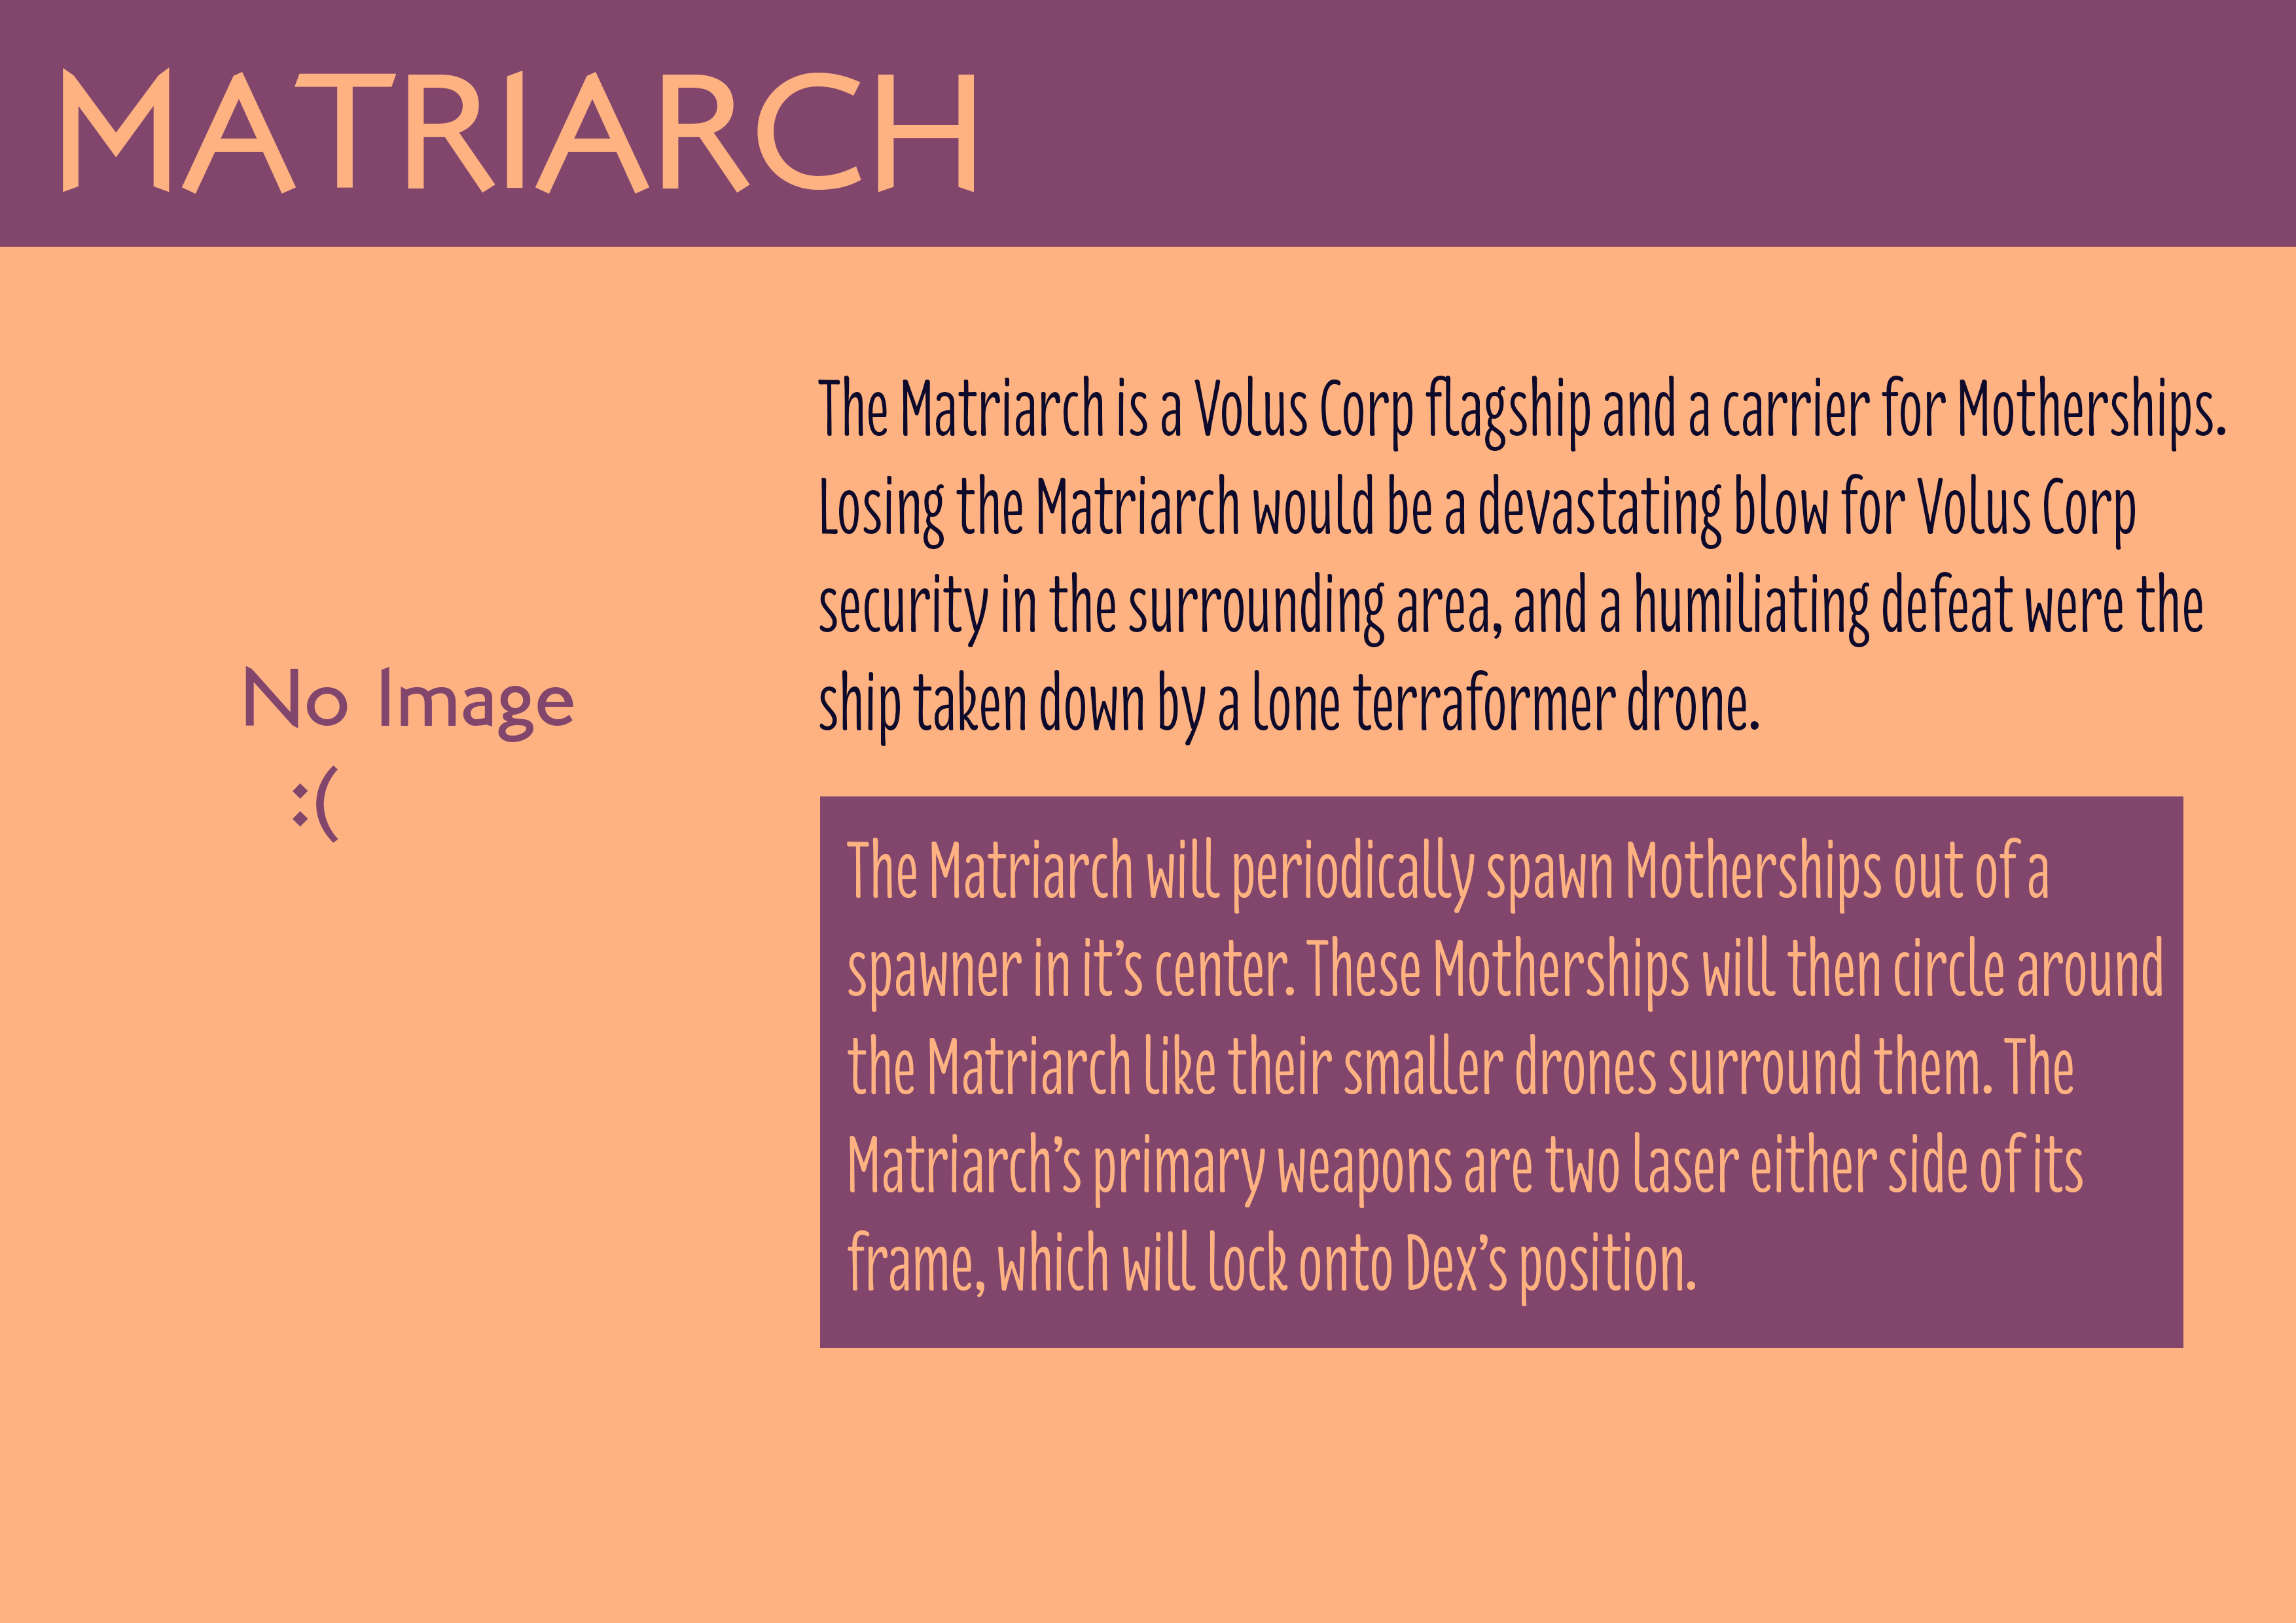 MATRIARCH
The Matriarch is a Volus Corp flagship and a carrier for Motherships.
Losing the Matriarch would be a devastating blow for Volus Corp
security in the surrounding area, and a humiliating defeat were the
ship taken down by a lone terraformer drone.
No Image
:(
The Matriarch will periodically spawn Motherships out of a
spawner in it’s center. These Motherships will then circle around
the Matriarch like their smaller drones surround them. The
Matriarch’s primary weapons are two laser either side of its
frame, which will lock onto Dex’s position.